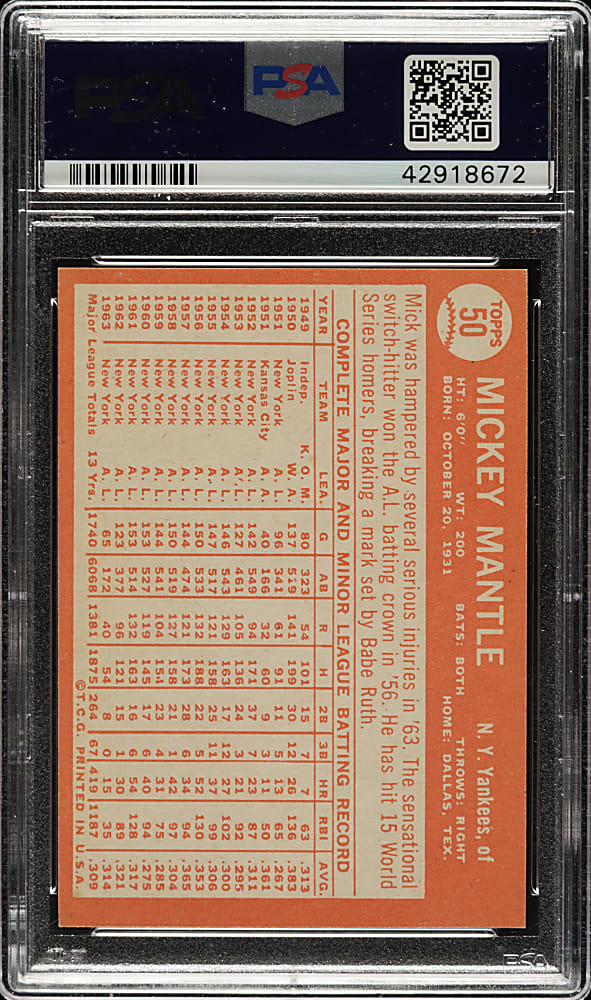 PSA
PSA
42918672
TOPPS
50
MICKEY MANTLE
N. Y. Yankees, of
HT: 6'0" WT: 200 BATS: BOTH THROWS: RIGHT
BORN: OCTOBER 20, 1931 HOME: DALLAS, TEX.
Mick was hampered by several serious injuries in '63. The sensational
switch-hitter won the A.L. batting crown in '56. He has hit 15 World
Series homers, breaking a mark set by Babe Ruth.
COMPLETE MAJOR AND MINOR LEAGUE BATTING RECORD
YEAR TEAM LEA. G AB R H 2B 3B HR RBI AVG.
1949 Indep. K. O. M. 80 323 54 101 15 7 7 63 .313
1950 Joplin W. A. 137 519 141 199 30 12 26 136 .383
1951 New York A. L. 96 341 61 91 11 5 13 65 .267
1951 Kansas City A. A. 40 166 32 60 9 3 11 50 .361
1952 New York A. L. 142 549 94 171 37 7 23 87 .311
1953 New York A. L. 127 461 105 136 24 3 21 92 .295
1954 New York A. L. 146 543 129 163 17 12 27 102 .300
1955 New York A. L. 147 517 121 158 25 11 37 99 .306
1956 New York A. L. 150 533 132 188 22 5 52 130 .353
1957 New York A. L. 144 474 121 173 28 6 34 94 .365
1958 New York A. L. 150 519 127 158 21 1 42 97 .304
1959 New York A. L. 144 541 104 154 23 4 31 75 .285
1960 New York A. L. 153 527 119 145 17 6 40 94 .275
1961 New York A. L. 153 514 132 163 16 6 54 128 .317
1962 New York A. L. 123 377 96 121 15 1 30 89 .321
1963 New York A. L. 65 172 40 54 8 0 15 35 .314
Major League Totals 13 Yrs. 1740 6068 1381 1875 264 67 419 1187 .309
©T.C.G. PRINTED IN U.S.A.
PSA